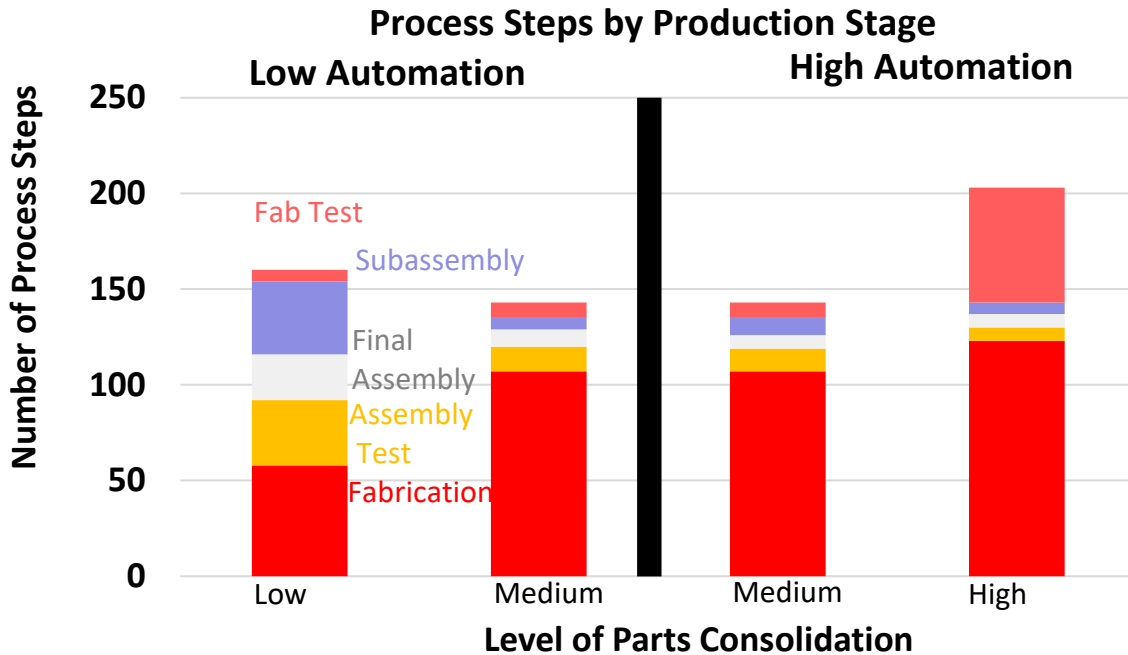 Process Steps by Production Stage
Low Automation
High Automation
Number of Process Steps
250
200
150
100
50
0
Fab Test
Subassembly
Final
Assembly
Assembly
Test
Fabrication
Low
Medium
Medium
High
Level of Parts Consolidation